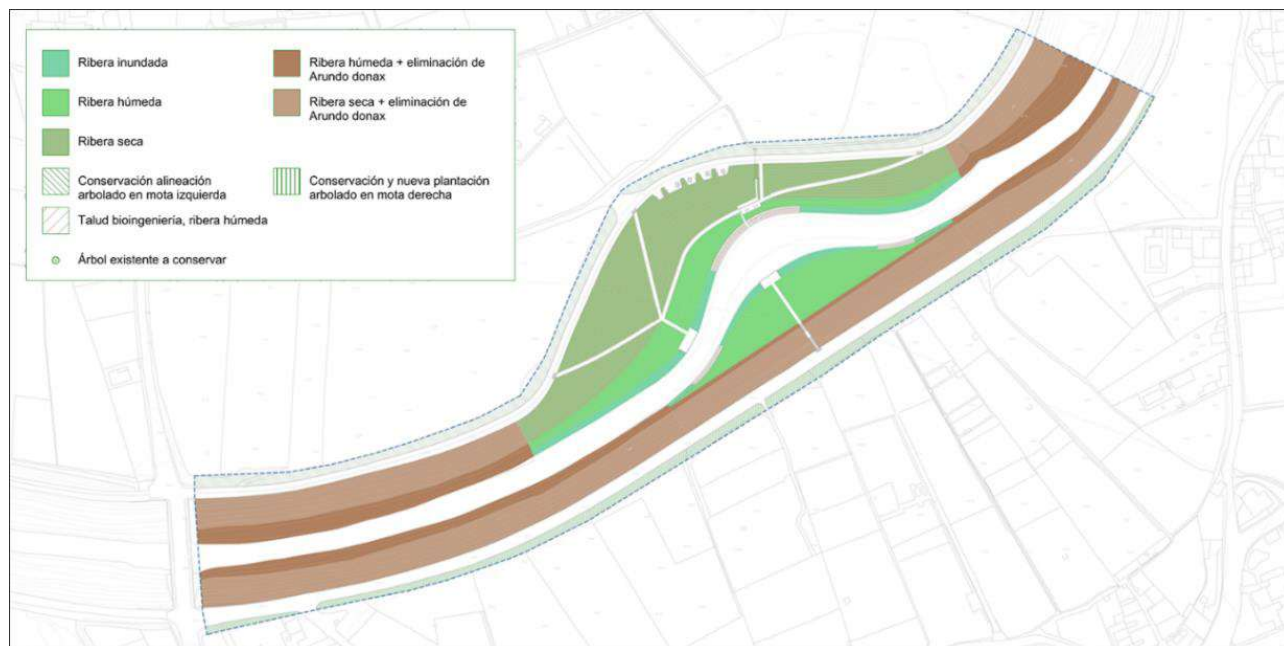 Ribera inundada
Ribera húmeda
Ribera seca
Conservación alineación
arbolado en mota izquierda
Talud bioingeniería, ribera húmeda
Árbol existente a conservar
Ribera húmeda + eliminación de
Arundo donax
Ribera seca + eliminación de
Arundo donax
Conservación y nueva plantación
arbolado en mota derecha